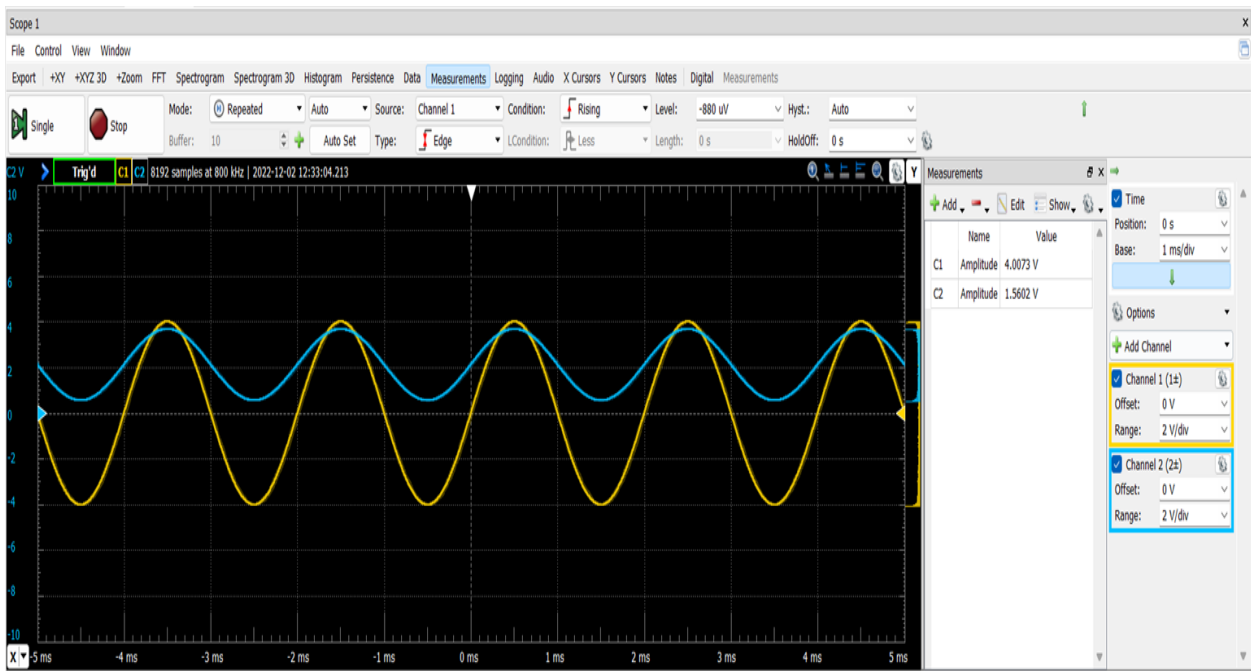 Scope 1 X
File Control View Window
Export +XY +XYZ 3D +Zoom FFT Spectrogram Spectrogram 3D Histogram Persistence Data Measurements Logging Audio X Cursors Y Cursors Notes Digital Measurements
Single Stop Mode: Repeated Auto Source: Channel 1 Condition: Rising Level: -880 uV Hyst.: Auto
Buffer: 10 Auto Set Type: Edge LCondition: Less Length: 0 s HoldOff: 0 s
C2 V Trig'd C1 C2 8192 samples at 800 kHz | 2022-12-02 12:33:04.213 Y
10
8
6
4
2
0
-2
-4
-6
-8
-10
X -5 ms -4 ms -3 ms -2 ms -1 ms 0 ms 1 ms 2 ms 3 ms 4 ms 5 ms
Measurements X
Add Edit Show
Name Value
C1 Amplitude 4.0073 V
C2 Amplitude 1.5602 V
Time
Position: 0 s
Base: 1 ms/div
Options
Add Channel
Channel 1 (1±)
Offset: 0 V
Range: 2 V/div
Channel 2 (2±)
Offset: 0 V
Range: 2 V/div